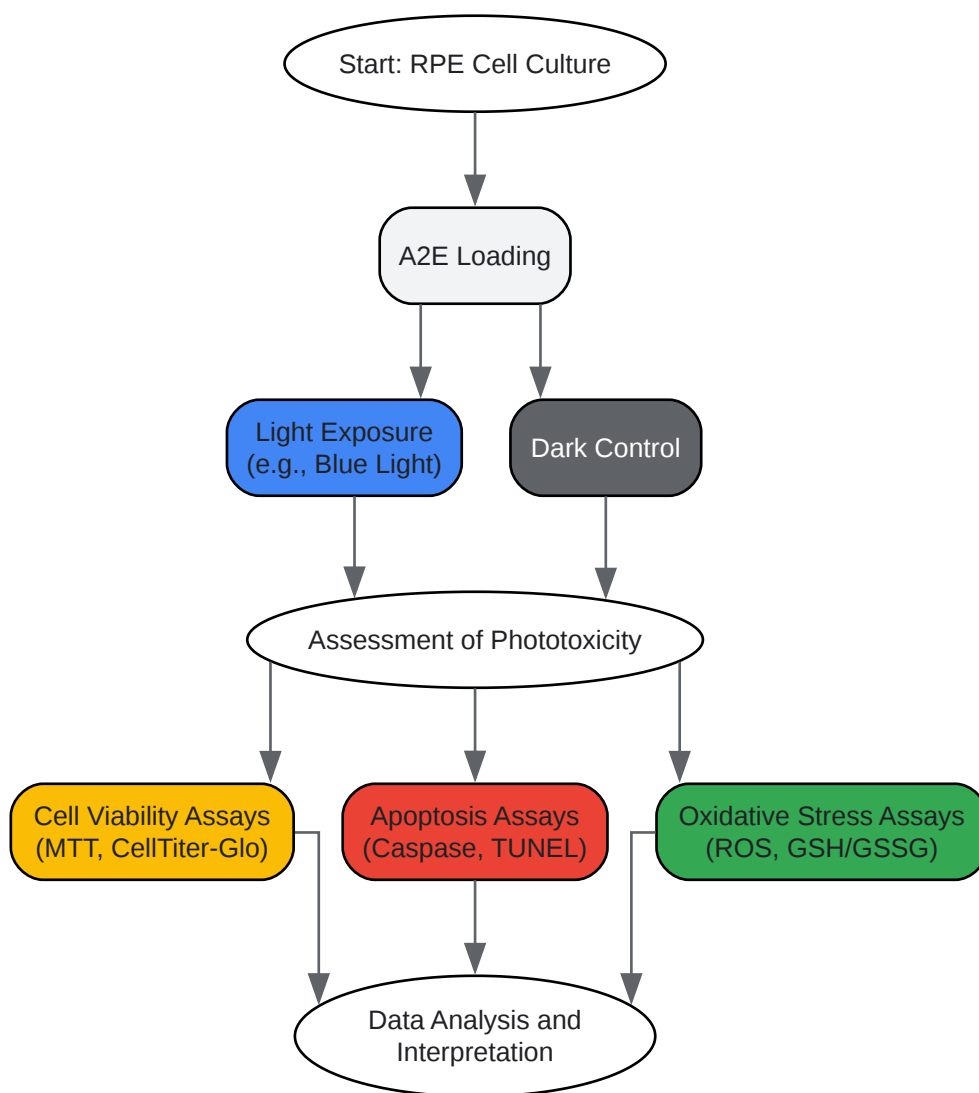 Start: RPE Cell Culture
A2E Loading
Light Exposure
(e.g., Blue Light)
Dark Control
Assessment of Phototoxicity
Cell Viability Assays
(MTT, CellTiter-Glo)
Apoptosis Assays
(Caspase, TUNEL)
Oxidative Stress Assays
(ROS, GSH/GSSG)
Data Analysis and
Interpretation